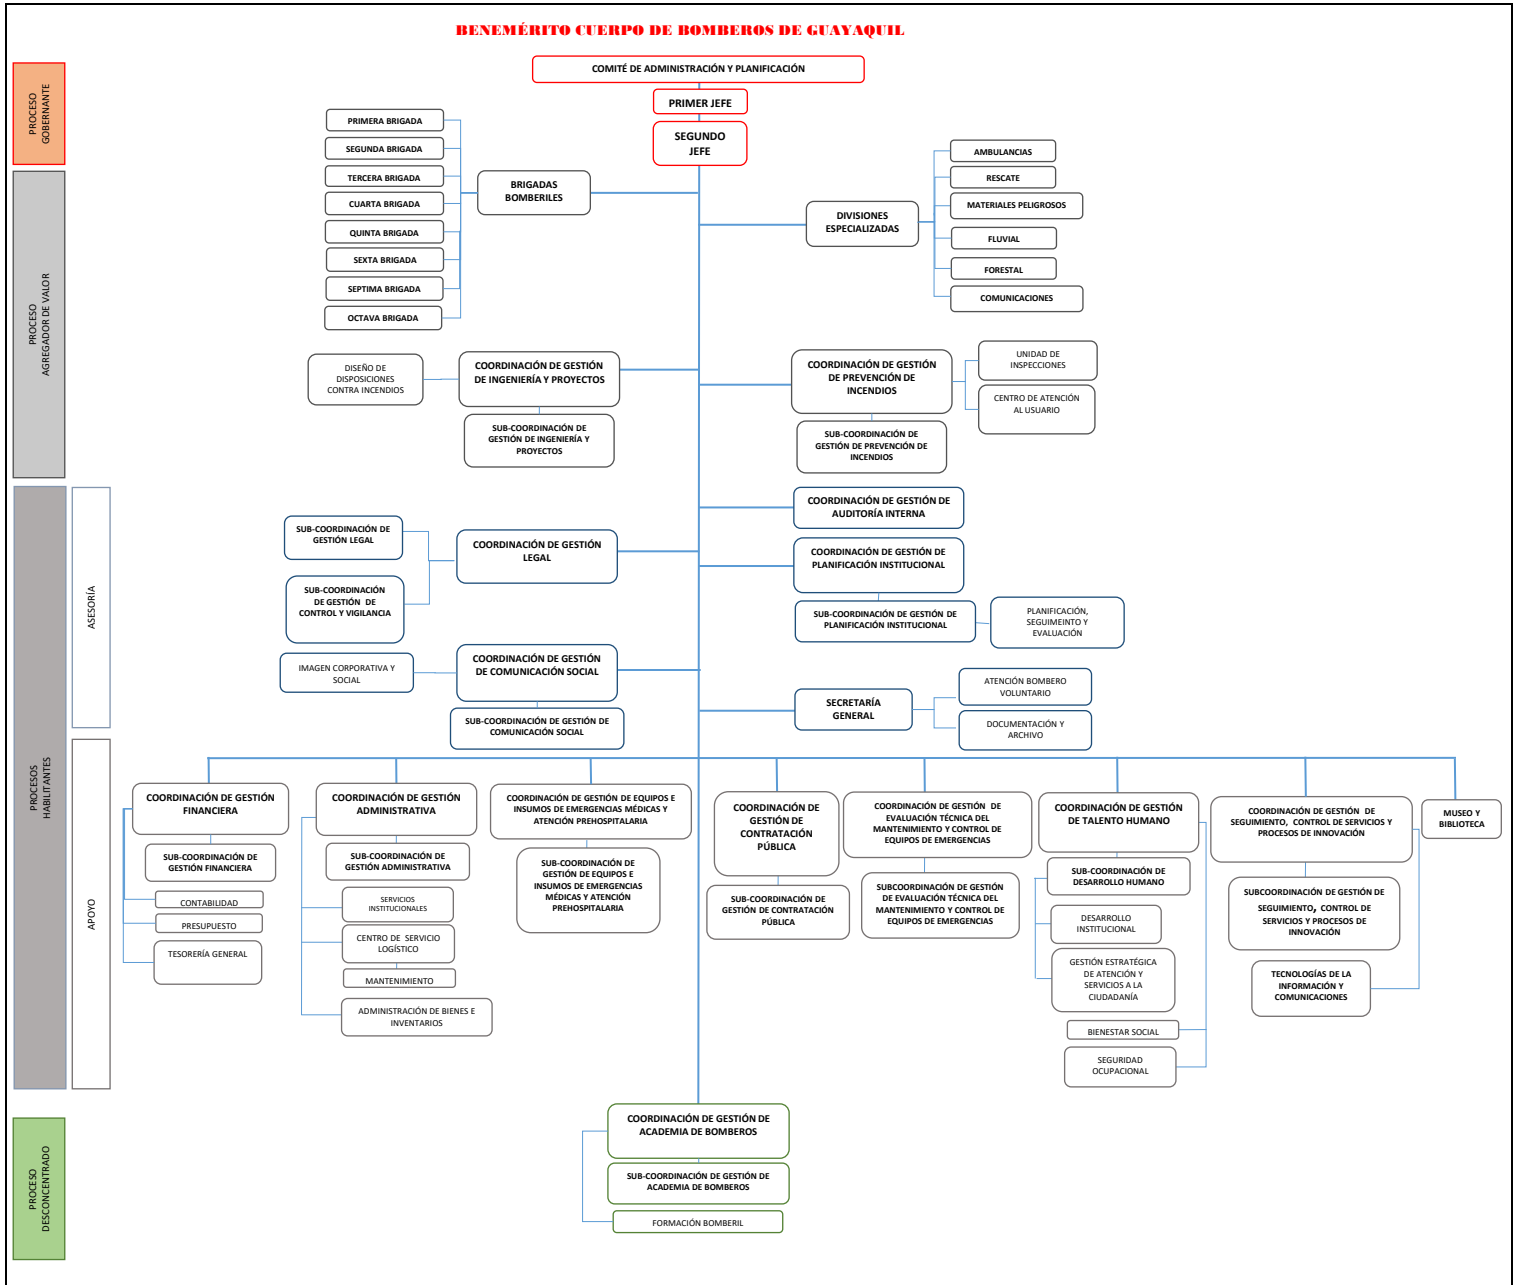 BENEMÉRITO CUERPO DE BOMBEROS DE GUAYAQUIL
PROCESO
GOBERNANTE
COMITÉ DE ADMINISTRACIÓN Y PLANIFICACIÓN
PRIMER JEFE
SEGUNDO
JEFE
PROCESO
AGREGADOR DE VALOR
PRIMERA BRIGADA
SEGUNDA BRIGADA
TERCERA BRIGADA
CUARTA BRIGADA
QUINTA BRIGADA
SEXTA BRIGADA
SEPTIMA BRIGADA
OCTAVA BRIGADA
BRIGADAS
BOMBERILES
DIVISIONES
ESPECIALIZADAS
AMBULANCIAS
RESCATE
MATERIALES PELIGROSOS
FLUVIAL
FORESTAL
COMUNICACIONES
DISEÑO DE
DISPOSICIONES
CONTRA INCENDIOS
COORDINACIÓN DE GESTIÓN
DE INGENIERÍA Y PROYECTOS
SUB-COORDINACIÓN DE
GESTIÓN DE INGENIERÍA Y
PROYECTOS
COORDINACIÓN DE GESTIÓN
DE PREVENCIÓN DE
INCENDIOS
SUB-COORDINACIÓN DE
GESTIÓN DE PREVENCIÓN DE
INCENDIOS
UNIDAD DE
INSPECCIONES
CENTRO DE ATENCIÓN
AL USUARIO
PROCESOS
HABILITANTES
ASESORÍA
SUB-COORDINACIÓN DE
GESTIÓN LEGAL
SUB-COORDINACIÓN
DE GESTIÓN DE
CONTROL Y VIGILANCIA
COORDINACIÓN DE GESTIÓN
LEGAL
COORDINACIÓN DE GESTIÓN DE
AUDITORÍA INTERNA
COORDINACIÓN DE GESTIÓN DE
PLANIFICACIÓN INSTITUCIONAL
SUB-COORDINACIÓN DE GESTIÓN DE
PLANIFICACIÓN INSTITUCIONAL
PLANIFICACIÓN,
SEGUIMEINTO Y
EVALUACIÓN
IMAGEN CORPORATIVA Y
SOCIAL
COORDINACIÓN DE GESTIÓN
DE COMUNICACIÓN SOCIAL
SUB-COORDINACIÓN DE GESTIÓN DE
COMUNICACIÓN SOCIAL
SECRETARÍA
GENERAL
ATENCIÓN BOMBERO
VOLUNTARIO
DOCUMENTACIÓN Y
ARCHIVO
APOYO
COORDINACIÓN DE GESTIÓN
FINANCIERA
SUB-COORDINACIÓN DE
GESTIÓN FINANCIERA
CONTABILIDAD
PRESUPUESTO
TESORERÍA GENERAL
COORDINACIÓN DE GESTIÓN
ADMINISTRATIVA
SUB-COORDINACIÓN DE
GESTIÓN ADMINISTRATIVA
SERVICIOS
INSTITUCIONALES
CENTRO DE SERVICIO
LOGÍSTICO
MANTENIMIENTO
ADMINISTRACIÓN DE BIENES E
INVENTARIOS
COORDINACIÓN DE GESTIÓN DE EQUIPOS E
INSUMOS DE EMERGENCIAS MÉDICAS Y
ATENCIÓN PREHOSPITALARIA
SUB-COORDINACIÓN DE
GESTIÓN DE EQUIPOS E
INSUMOS DE EMERGENCIAS
MÉDICAS Y ATENCIÓN
PREHOSPITALARIA
COORDINACIÓN DE
GESTIÓN DE
CONTRATACIÓN
PÚBLICA
SUB-COORDINACIÓN DE
GESTIÓN DE CONTRATACIÓN
PÚBLICA
COORDINACIÓN DE GESTIÓN DE
EVALUACIÓN TÉCNICA DEL
MANTENIMIENTO Y CONTROL DE
EQUIPOS DE EMERGENCIAS
SUBCOORDINACIÓN DE GESTIÓN
DE EVALUACIÓN TÉCNICA DEL
MANTENIMIENTO Y CONTROL DE
EQUIPOS DE EMERGENCIAS
COORDINACIÓN DE GESTIÓN
DE TALENTO HUMANO
SUB-COORDINACIÓN DE
DESARROLLO HUMANO
DESARROLLO
INSTITUCIONAL
GESTIÓN ESTRATÉGICA
DE ATENCIÓN Y
SERVICIOS A LA
CIUDADANÍA
BIENESTAR SOCIAL
SEGURIDAD
OCUPACIONAL
COORDINACIÓN DE GESTIÓN DE
SEGUIMIENTO, CONTROL DE SERVICIOS Y
PROCESOS DE INNOVACIÓN
SUBCOORDINACIÓN DE GESTIÓN DE
SEGUIMIENTO, CONTROL DE
SERVICIOS Y PROCESOS DE
INNOVACIÓN
TECNOLOGÍAS DE LA
INFORMACIÓN Y
COMUNICACIONES
MUSEO Y
BIBLIOTECA
PROCESO
DESCONCENTRADO
COORDINACIÓN DE GESTIÓN DE
ACADEMIA DE BOMBEROS
SUB-COORDINACIÓN DE GESTIÓN DE
ACADEMIA DE BOMBEROS
FORMACIÓN BOMBERIL